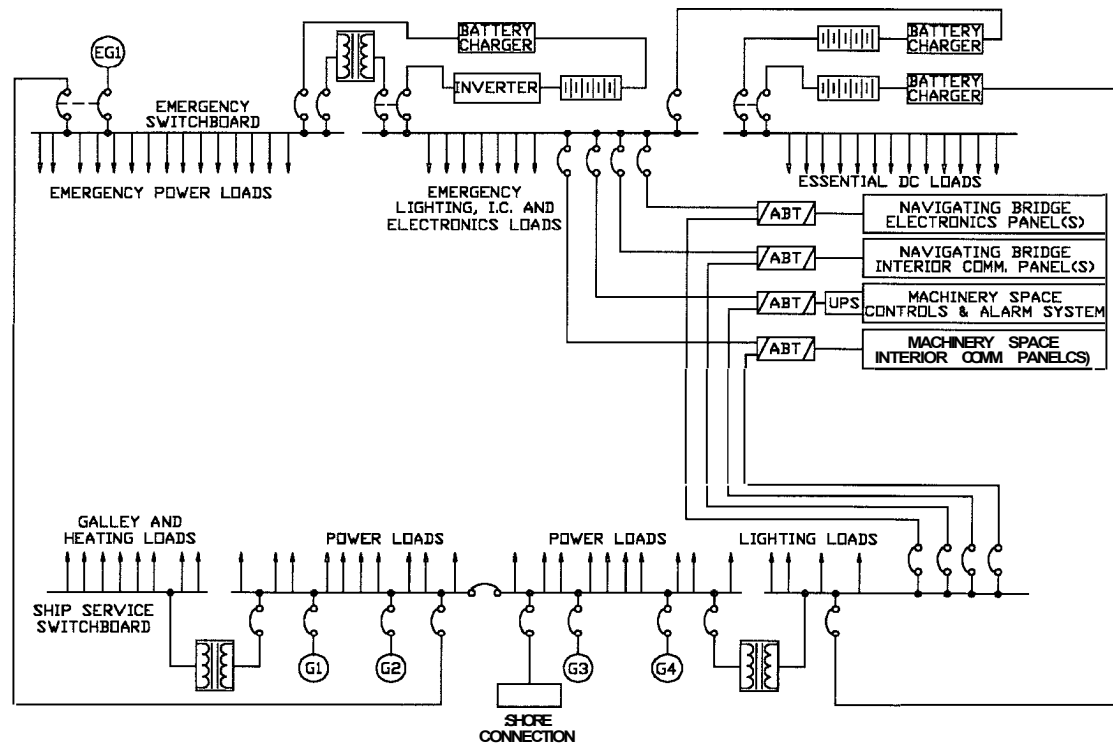 BATTERY
CHARGER
BATTERY
CHARGER
EG1
INVERTER
BATTERY
CHARGER
EMERGENCY
SWITCHBOARD
EMERGENCY POWER LOADS
EMERGENCY
LIGHTING, I.C. AND
ELECTRONICS LOADS
ESSENTIAL DC LOADS
ABT
NAVIGATING BRIDGE
ELECTRONICS PANEL(S)
ABT
NAVIGATING BRIDGE
INTERIOR COMM. PANEL(S)
ABT
UPS
MACHINERY SPACE
CONTROLS & ALARM SYSTEM
ABT
MACHINERY SPACE
INTERIOR COMM PANELCS)
GALLEY AND
HEATING LOADS
POWER LOADS
POWER LOADS
LIGHTING LOADS
SHIP SERVICE
SWITCHBOARD
G1
G2
G3
G4
SHORE
CONNECTION